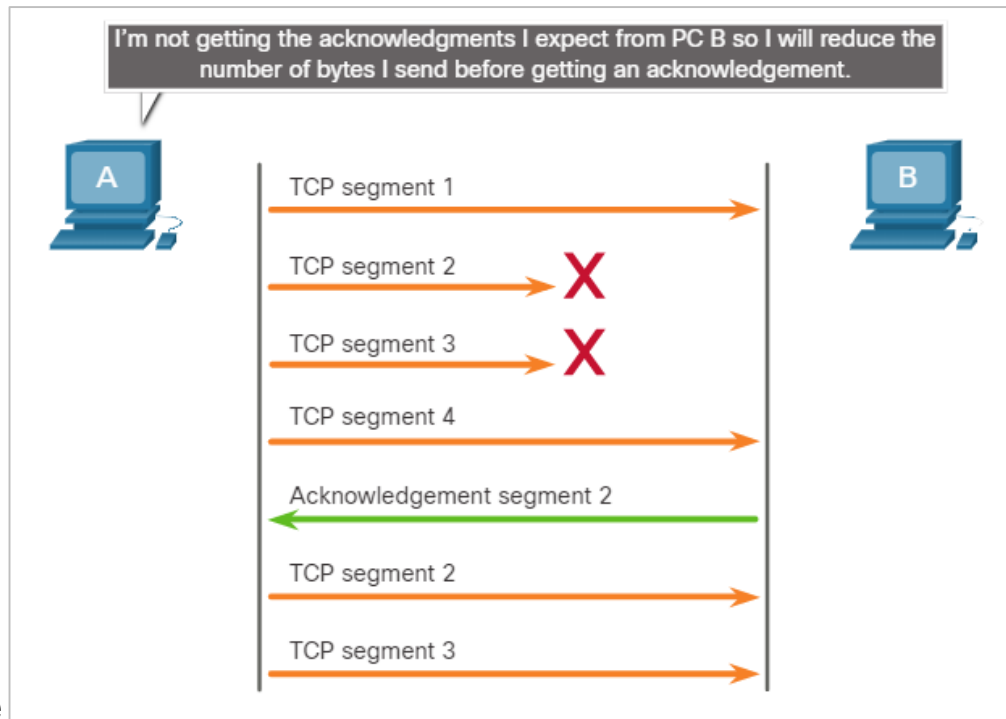 I'm not getting the acknowledgments I expect from PC B so I will reduce the
number of bytes I send before getting an acknowledgement.
A
B
TCP segment 1
TCP segment 2
X
TCP segment 3
X
TCP segment 4
Acknowledgement segment 2
TCP segment 2
TCP segment 3